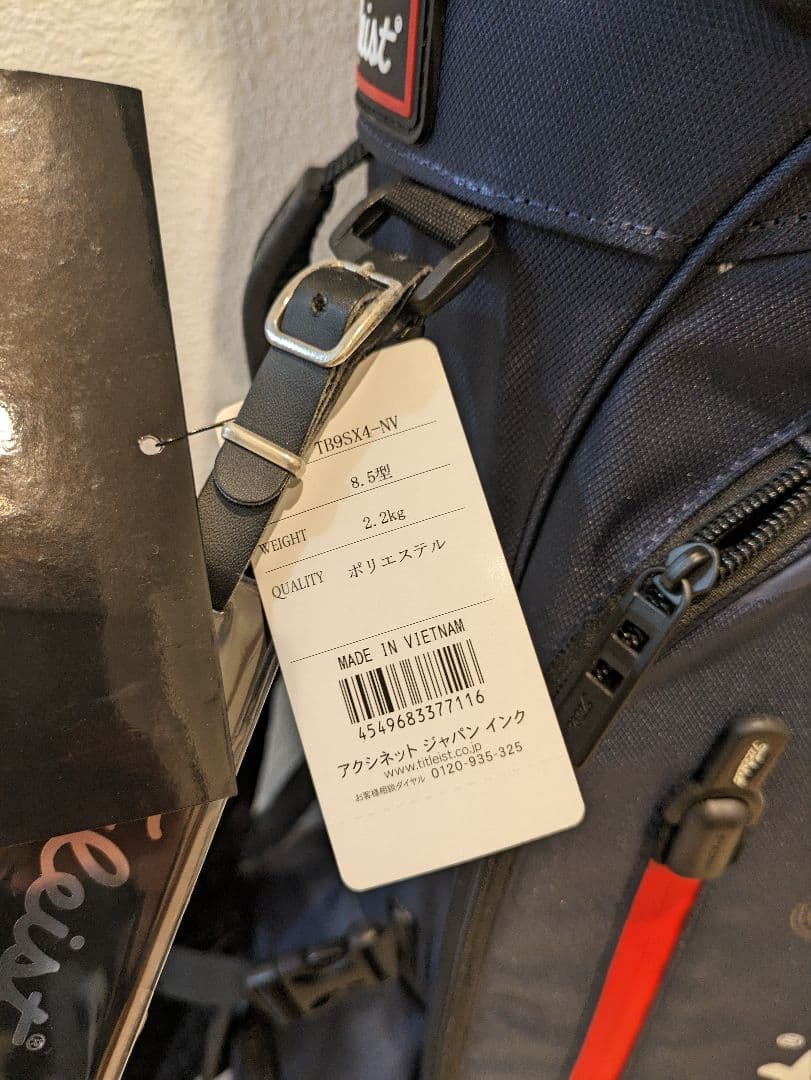 TB9SX4-NV
8.5型
WEIGHT 2.2kg
QUALITY ポリエステル
MADE IN VIETNAM
4549683377116
アクシネット ジャパン インク
www.titleist.co.jp
お客様相談ダイヤル 0120-935-325
leist®